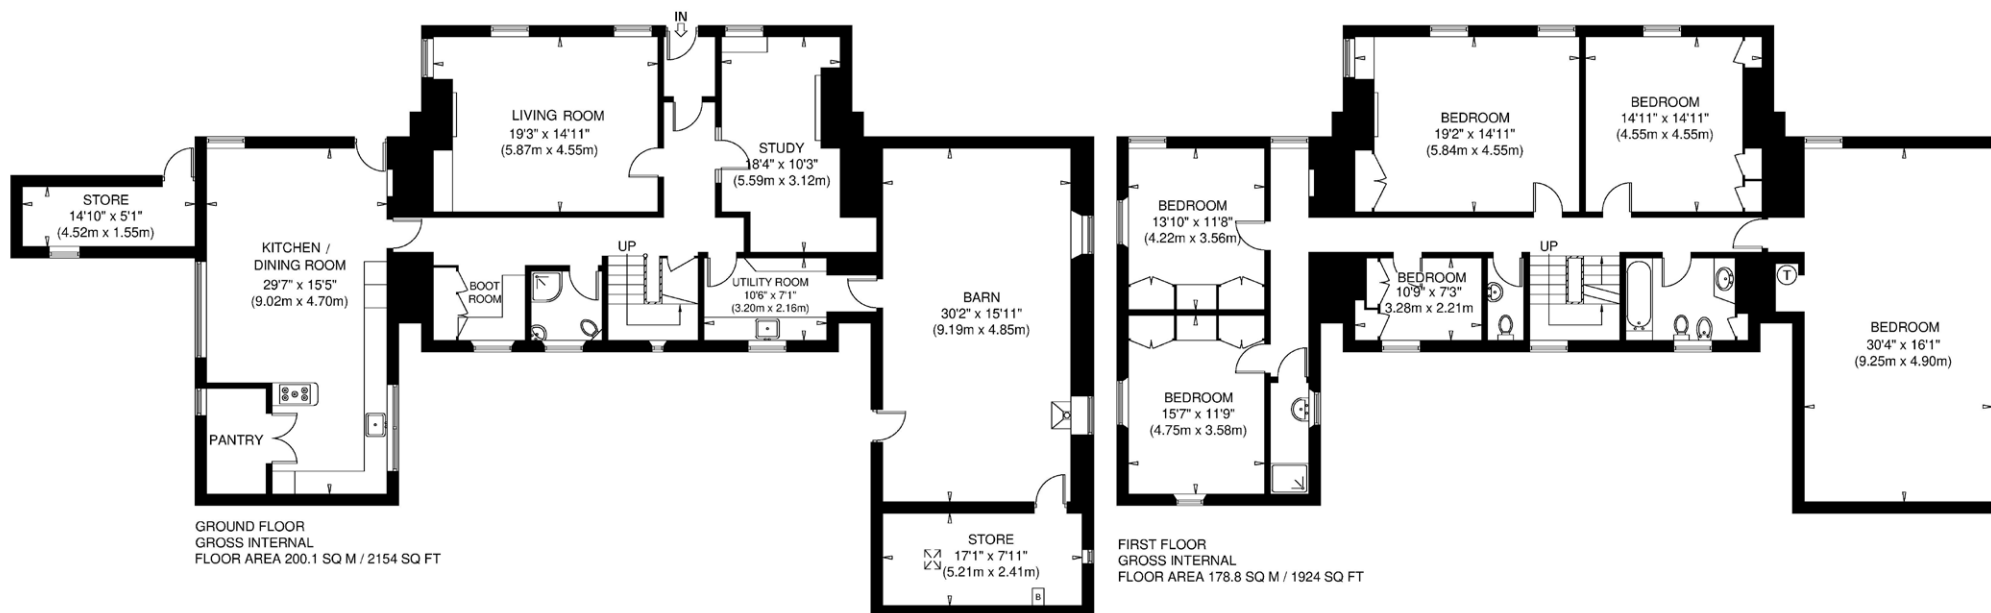 IN
LIVING ROOM
19'3" x 14'11"
(5.87m x 4.55m)
STUDY
18'4" x 10'3"
(5.59m x 3.12m)
STORE
14'10" x 5'1"
(4.52m x 1.55m)
KITCHEN /
DINING ROOM
29'7" x 15'5"
(9.02m x 4.70m)
PANTRY
BOOT
ROOM
UP
UTILITY ROOM
10'6" x 7'1"
(3.20m x 2.16m)
BARN
30'2" x 15'11"
(9.19m x 4.85m)
STORE
17'1" x 7'11"
(5.21m x 2.41m)
B
GROUND FLOOR
GROSS INTERNAL
FLOOR AREA 200.1 SQ M / 2154 SQ FT
BEDROOM
19'2" x 14'11"
(5.84m x 4.55m)
BEDROOM
14'11" x 14'11"
(4.55m x 4.55m)
BEDROOM
13'10" x 11'8"
(4.22m x 3.56m)
BEDROOM
10'9" x 7'3"
3.28m x 2.21m
UP
T
BEDROOM
30'4" x 16'1"
(9.25m x 4.90m)
BEDROOM
15'7" x 11'9"
(4.75m x 3.58m)
FIRST FLOOR
GROSS INTERNAL
FLOOR AREA 178.8 SQ M / 1924 SQ FT